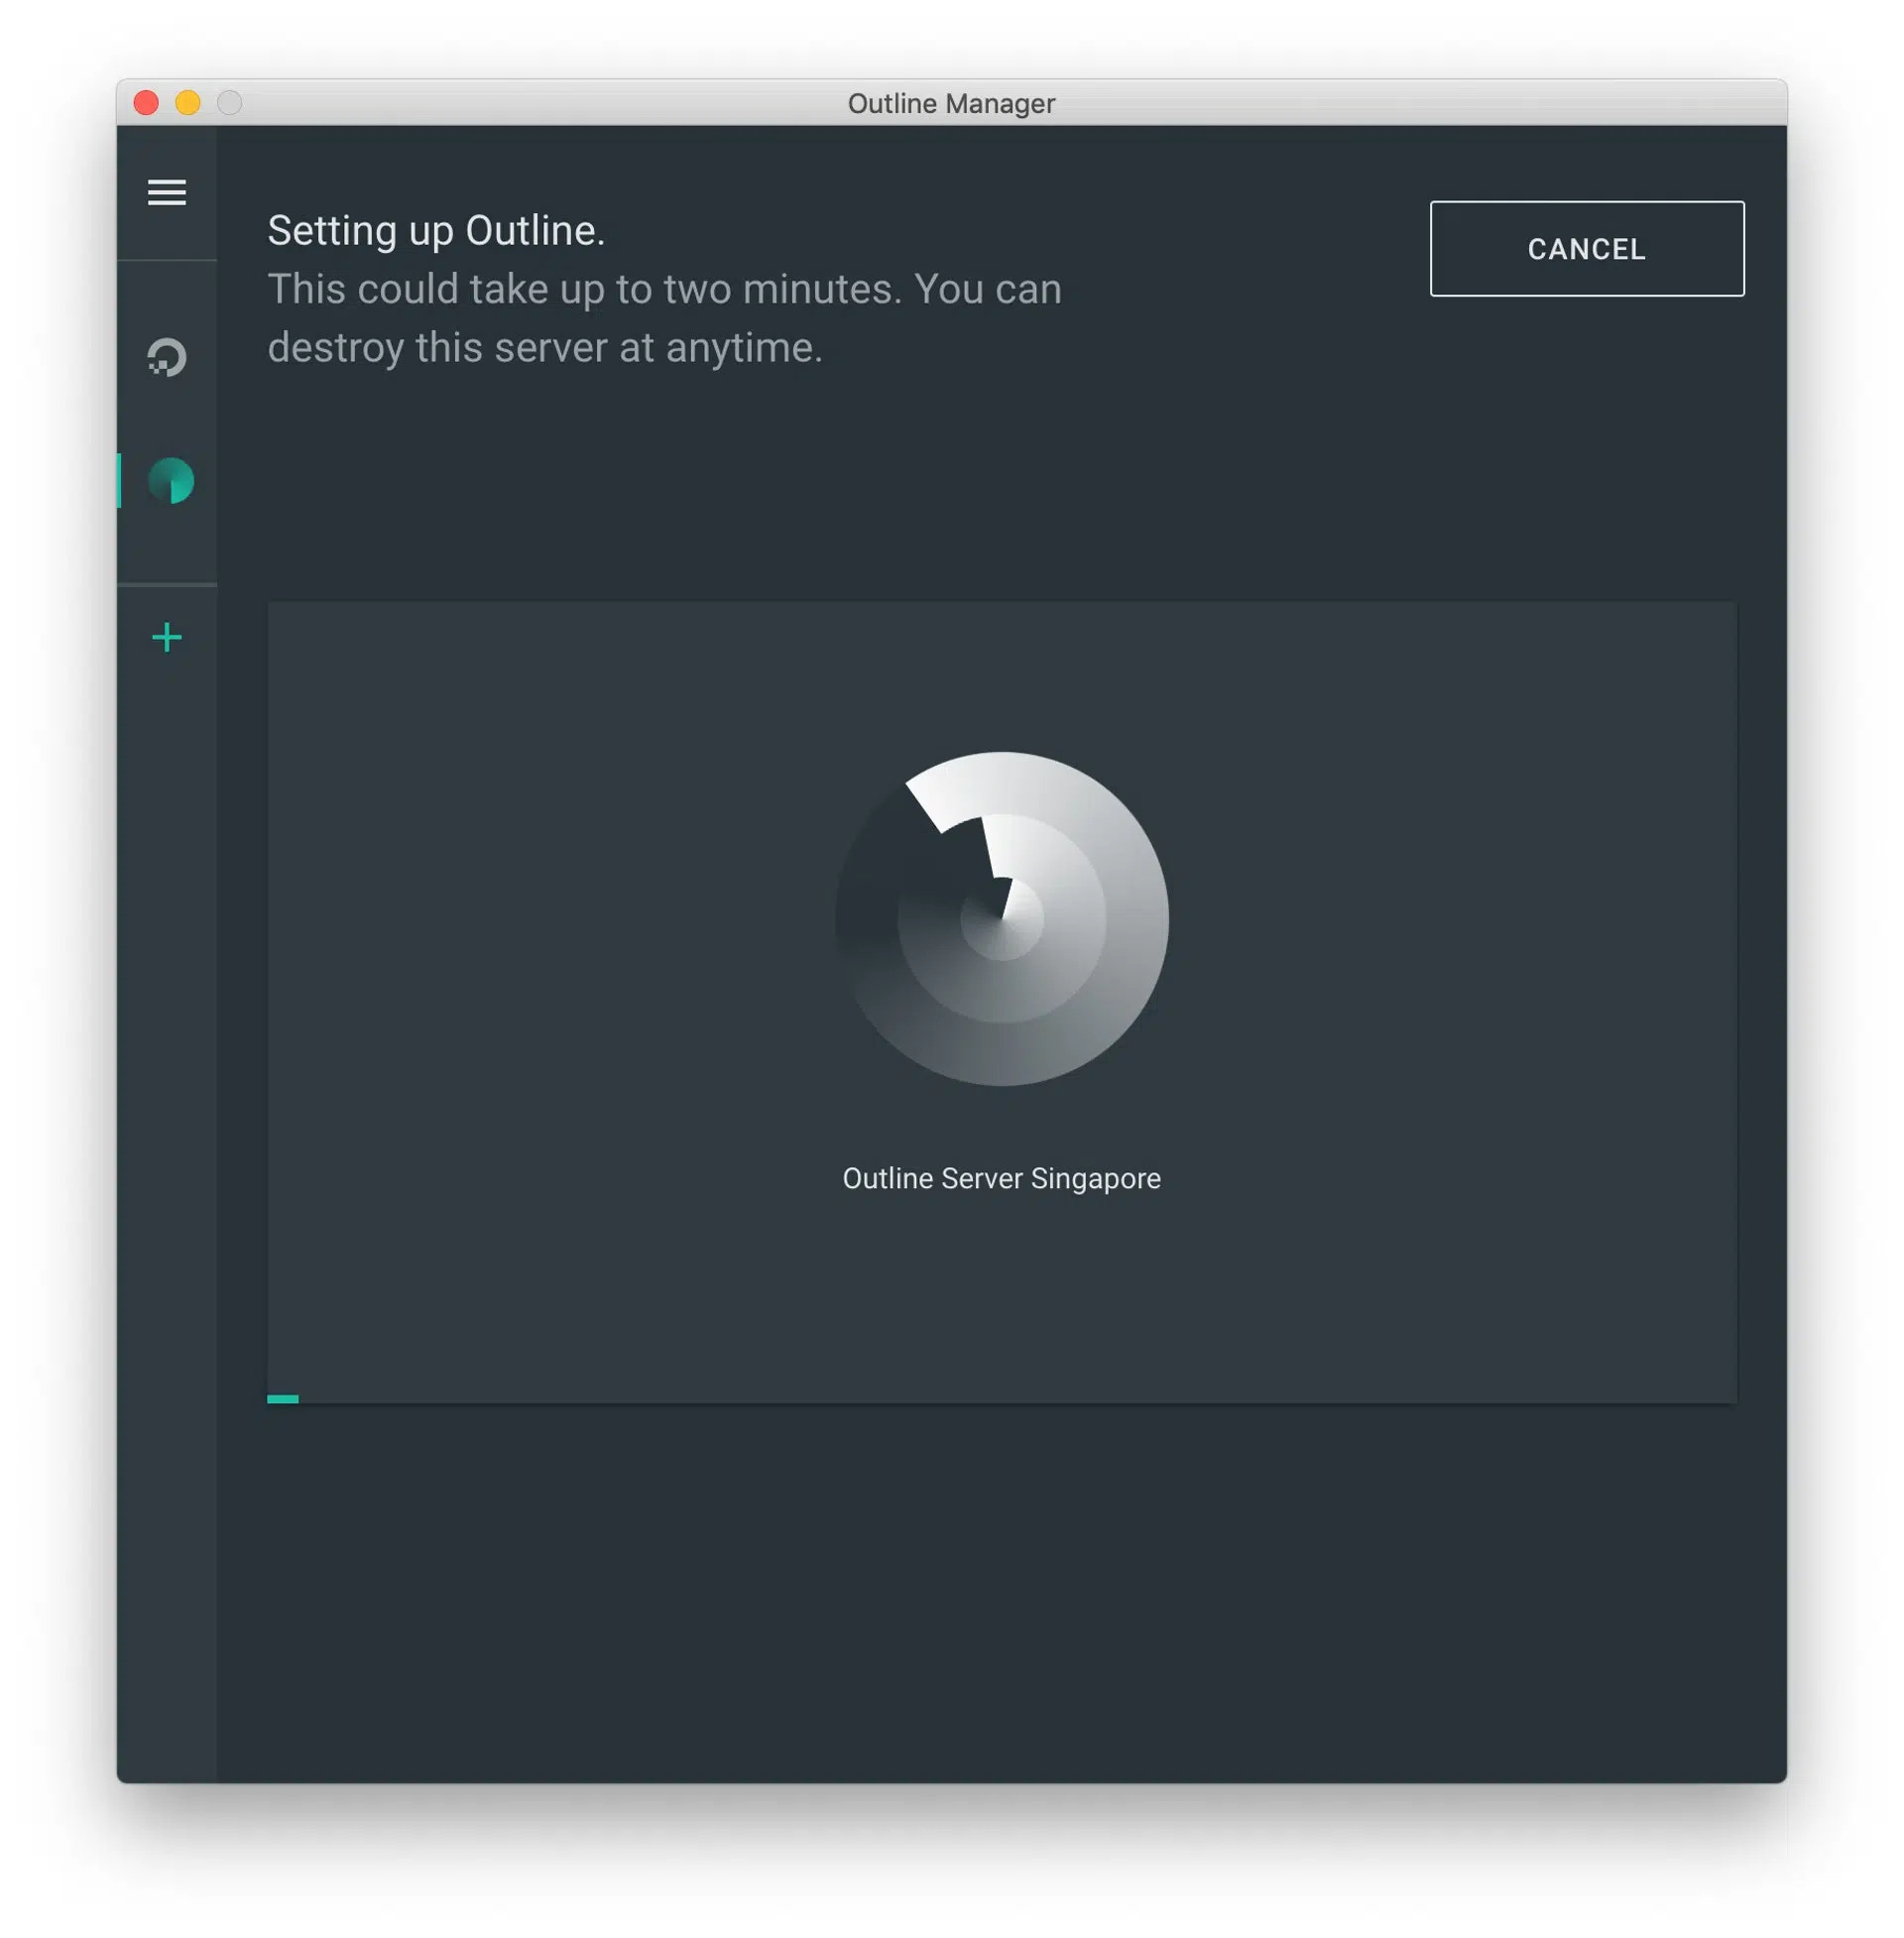 Outline Manager
Setting up Outline.
This could take up to two minutes. You can
destroy this server at anytime.
CANCEL
Outline Server Singapore